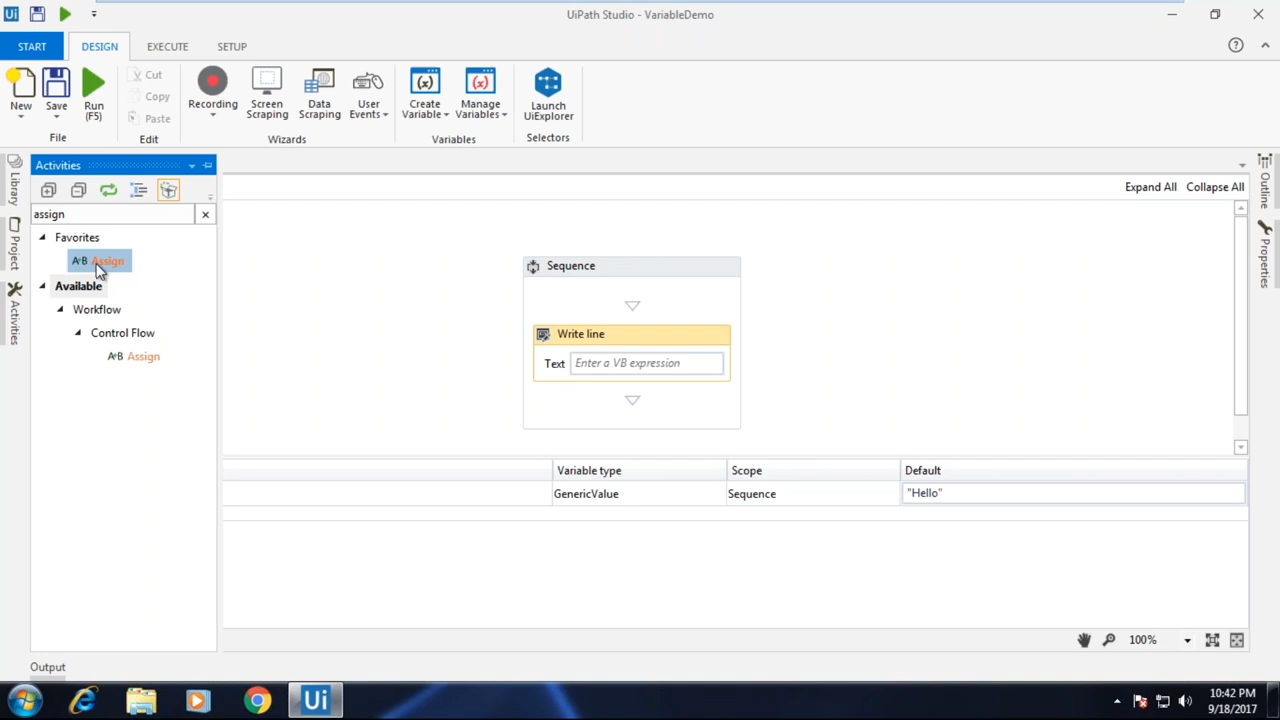 Ui
UiPath Studio - VariableDemo
START DESIGN EXECUTE SETUP
New
Save
Run
(F5)
File
Cut
Copy
Paste
Edit
Recording
Screen
Scraping
Data
Scraping
User
Events
Wizards
Create
Variable
Manage
Variables
Variables
Launch
UiExplorer
Selectors
Library
Project
Activities
Activities
assign
Favorites
A*B Assign
Available
Workflow
Control Flow
A*B Assign
Expand All Collapse All
Sequence
Write line
Text Enter a VB expression
Variable type Scope Default
GenericValue Sequence "Hello"
100%
Outline
Properties
Output
Ui
10:42 PM
9/18/2017